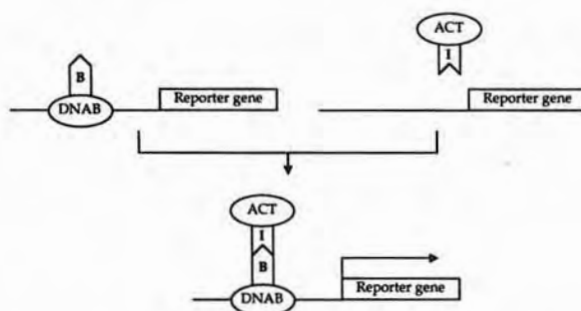 ACT
I
B
DNAB
Reporter gene
Reporter gene
ACT
I
B
DNAB
Reporter gene